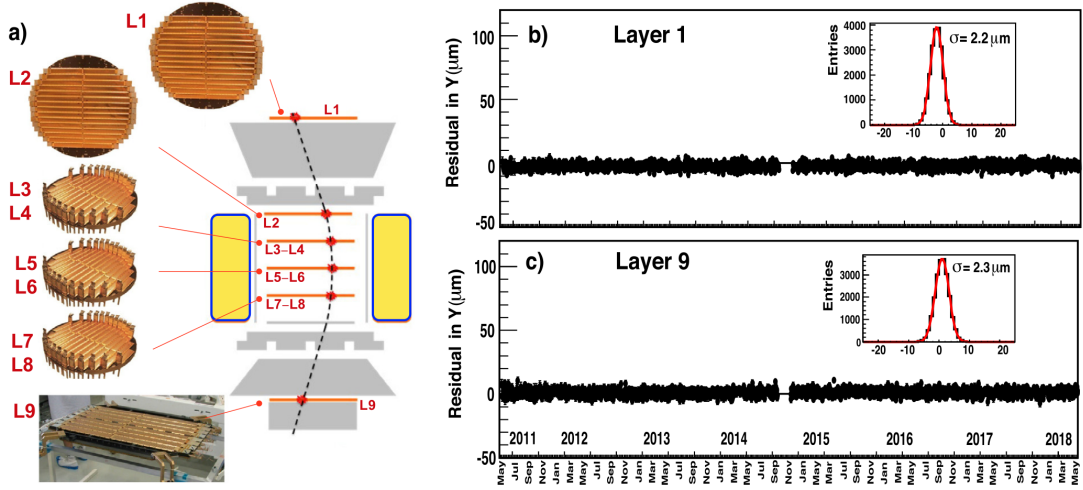 a)
L1
L2
L3
L4
L5
L6
L7
L8
L9
L1
L2
L3–L4
L5–L6
L7–L8
L9
b) Layer 1
Residual in Y (μm)
100
50
0
-50
Entries
4000
3000
2000
1000
0
-20 -10 0 10 20
σ = 2.2 μm
c) Layer 9
Residual in Y (μm)
100
50
0
-50
Entries
3000
2000
1000
0
-20 -10 0 10 20
σ = 2.3 μm
2011 2012 2013 2014 2015 2016 2017 2018
May Jul Sep Nov Jan Mar May Jul Sep Nov Jan Mar May Jul Sep Nov Jan Mar May Jul Sep Nov Jan Mar May Jul Sep Nov Jan Mar May Jul Sep Nov Jan Mar May Jul Sep Nov Jan Mar May